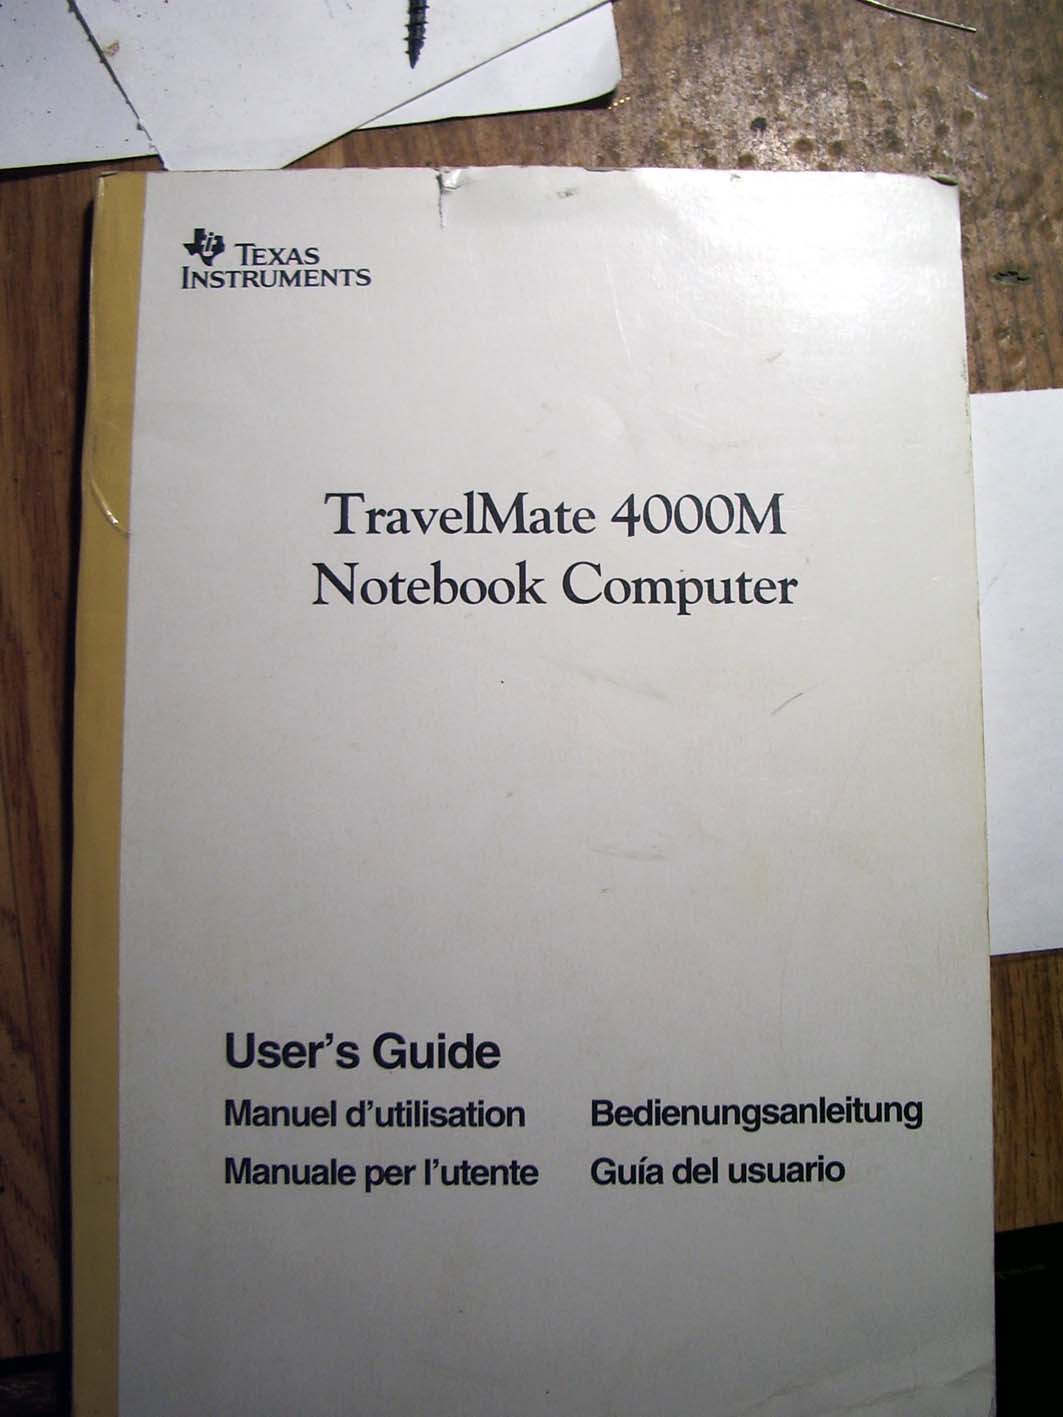 TEXAS
INSTRUMENTS
TravelMate 4000M
Notebook Computer
User's Guide
Manuel d'utilisation
Bedienungsanleitung
Manuale per l'utente
Guía del usuario